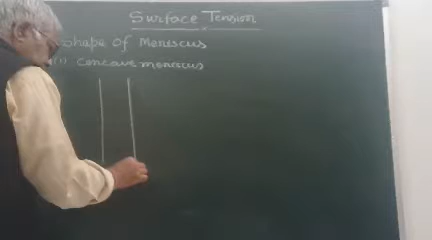 Surface Tension
Shape of Meniscus
(i) Concave meniscus